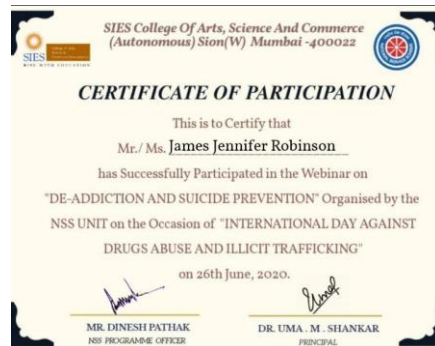 SIES College Of Arts, Science And Commerce
(Autonomous) Sion(W) Mumbai -400022
SIES
RISE WITH EDUCATION
CERTIFICATE OF PARTICIPATION
This is to Certify that
Mr./ Ms. James Jennifer Robinson
has Successfully Participated in the Webinar on
"DE-ADDICTION AND SUICIDE PREVENTION" Organised by the
NSS UNIT on the Occasion of "INTERNATIONAL DAY AGAINST
DRUGS ABUSE AND ILLICIT TRAFFICKING"
on 26th June, 2020.
MR. DINESH PATHAK
NSS PROGRAMME OFFICER
DR. UMA . M . SHANKAR
PRINCIPAL